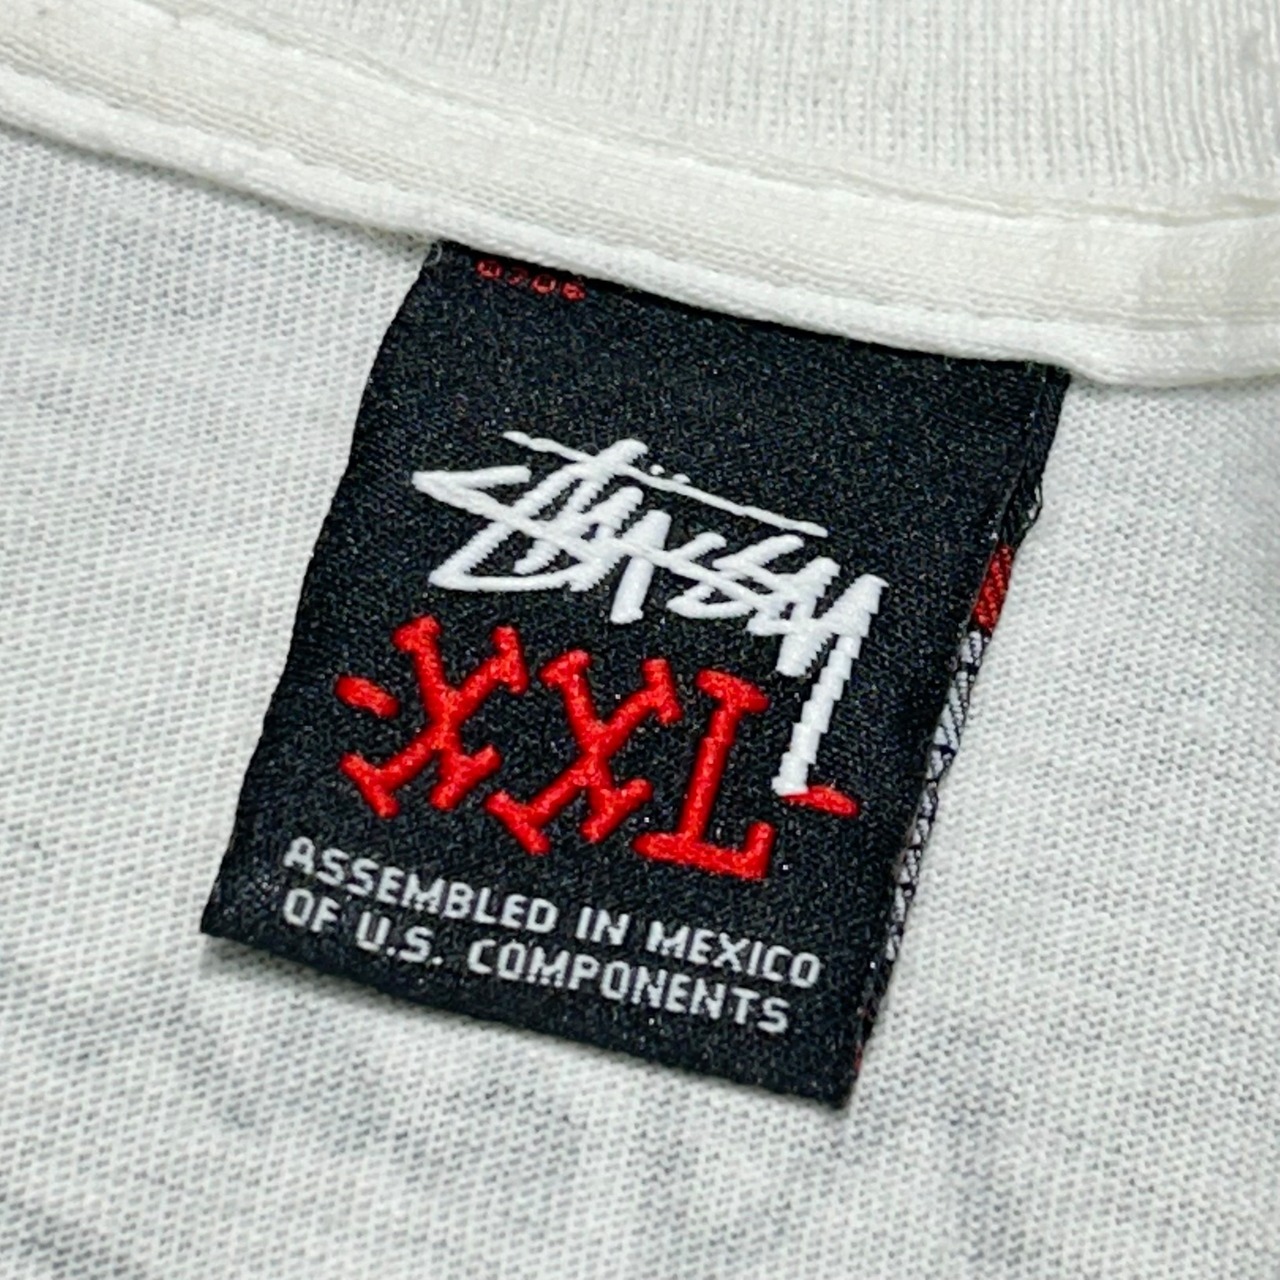 Stüssy
-XXL-
ASSEMBLED IN MEXICO
OF U.S. COMPONENTS